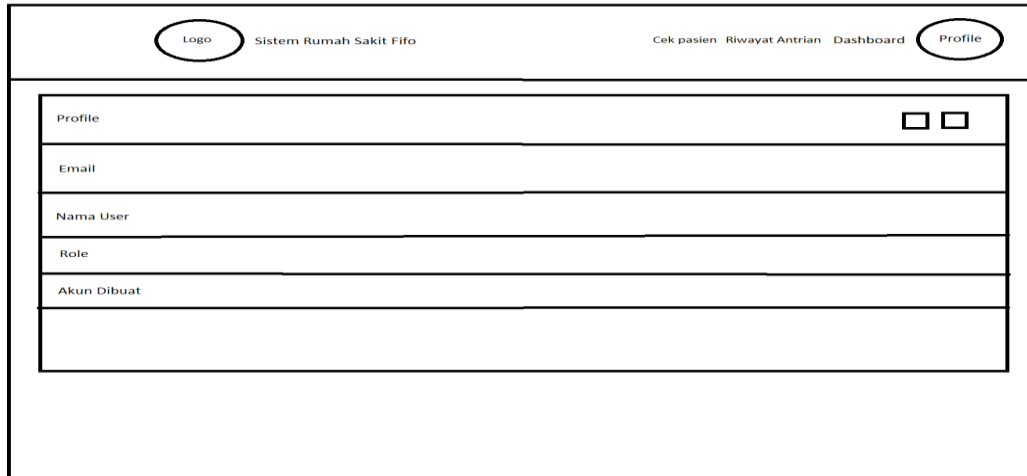 Logo Sistem Rumah Sakit Fifo Cek pasien Riwayat Antrian Dashboard Profile
Profile
Email
Nama User
Role
Akun Dibuat